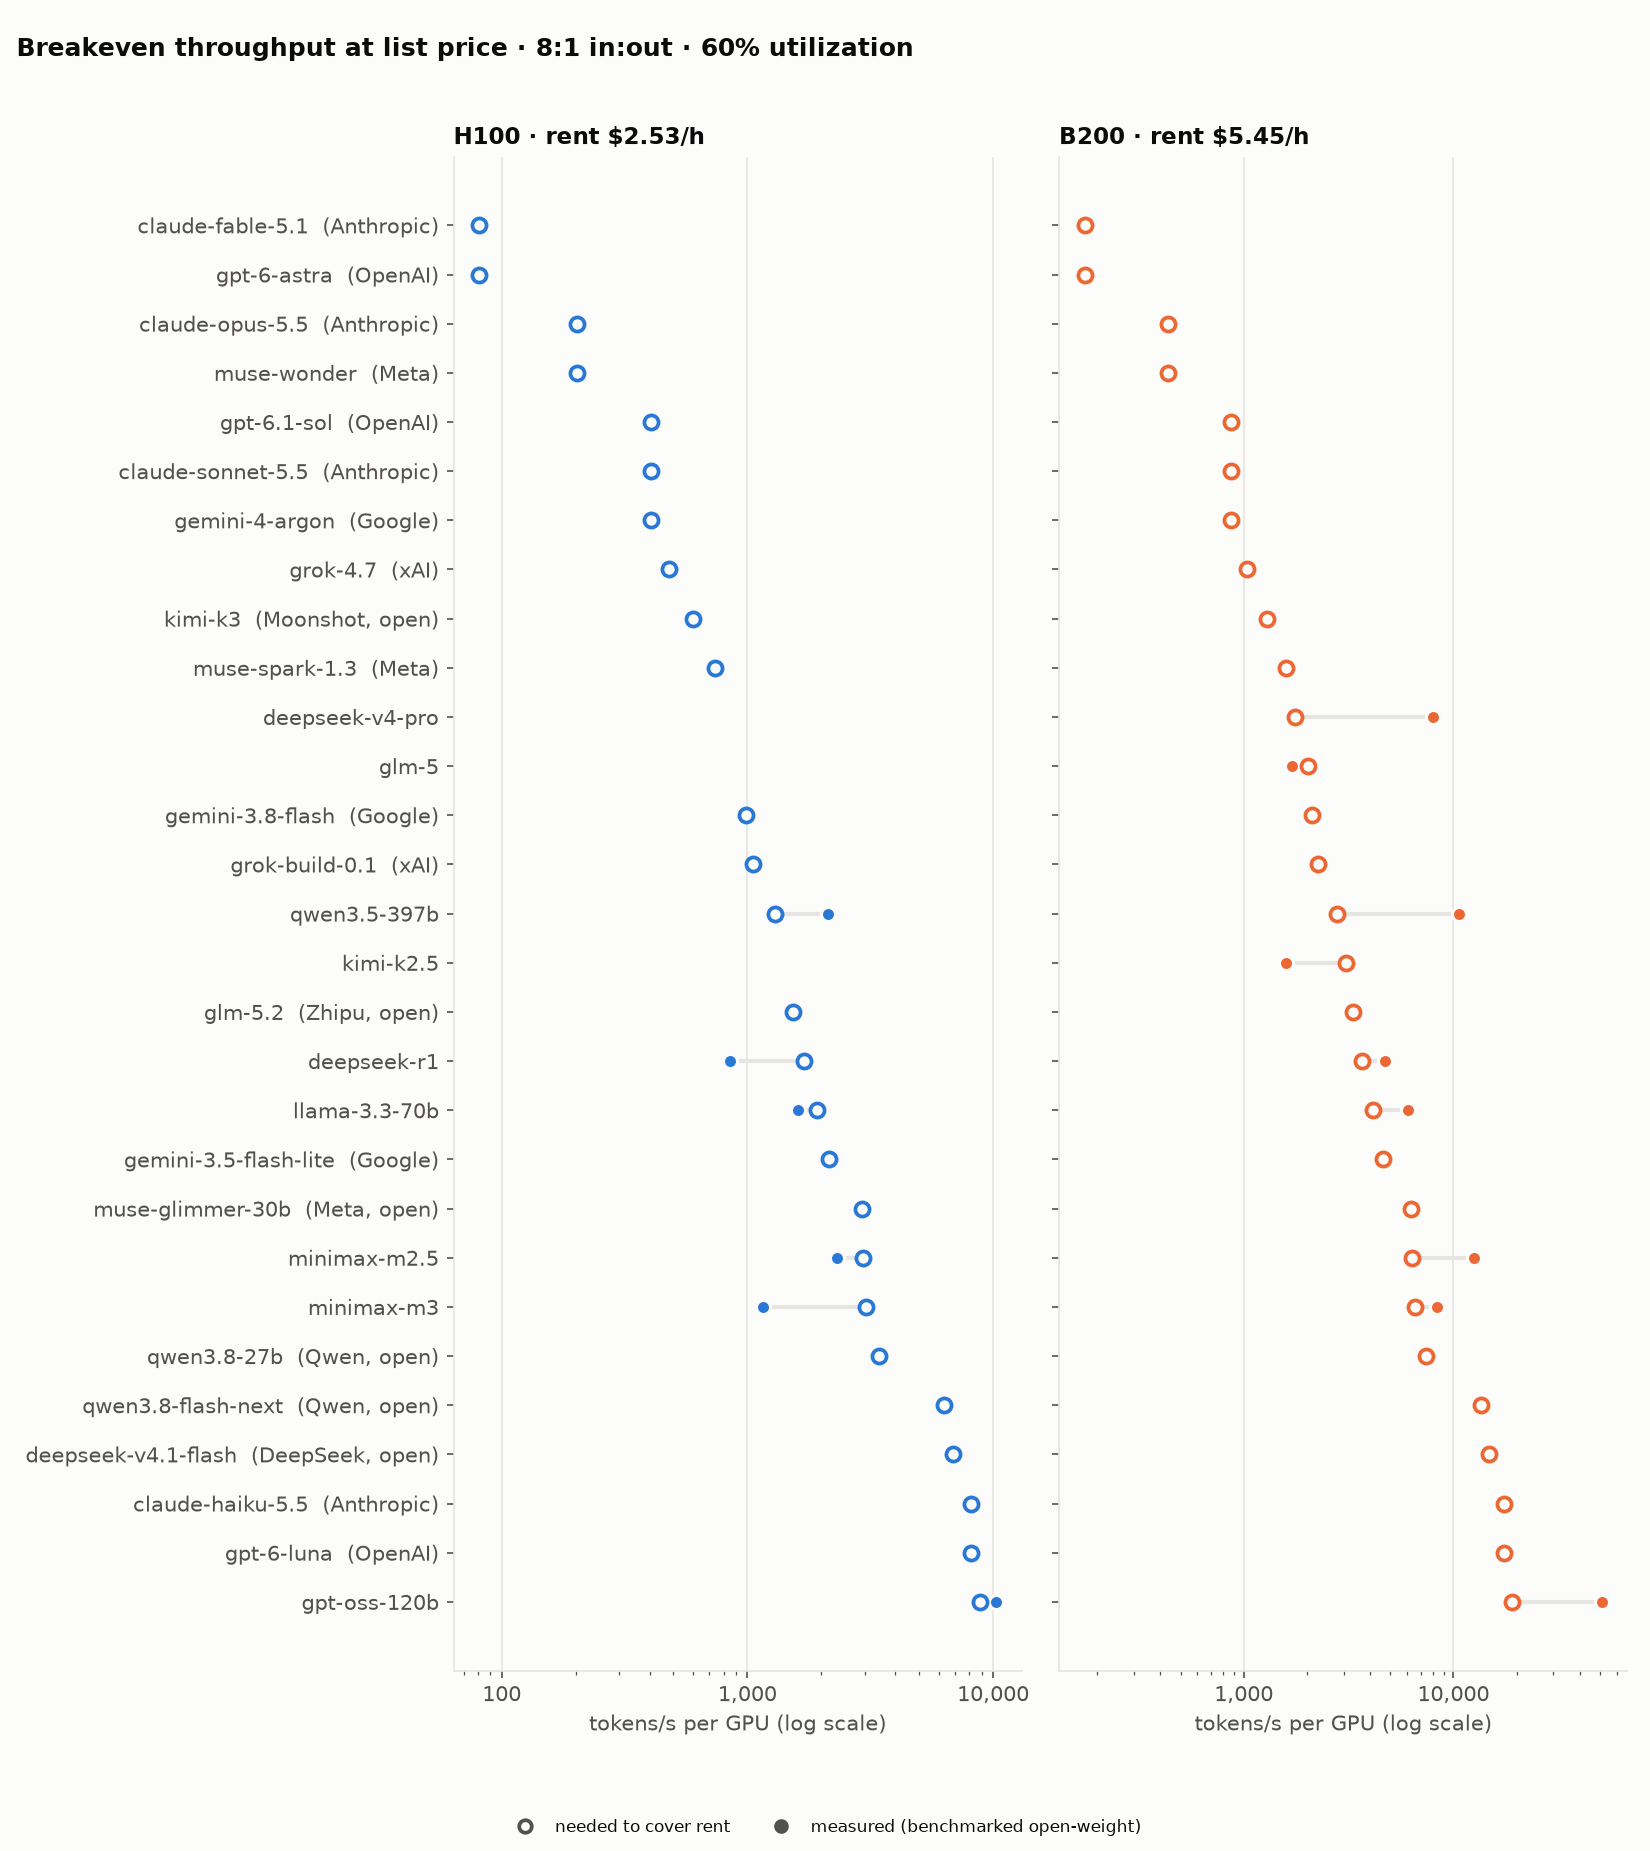 Breakeven throughput at list price · 8:1 in:out · 60% utilization
H100 · rent $2.53/h
B200 · rent $5.45/h
claude-fable-5.1 (Anthropic)
gpt-6-astra (OpenAI)
claude-opus-5.5 (Anthropic)
muse-wonder (Meta)
gpt-6.1-sol (OpenAI)
claude-sonnet-5.5 (Anthropic)
gemini-4-argon (Google)
grok-4.7 (xAI)
kimi-k3 (Moonshot, open)
muse-spark-1.3 (Meta)
deepseek-v4-pro
glm-5
gemini-3.8-flash (Google)
grok-build-0.1 (xAI)
qwen3.5-397b
kimi-k2.5
glm-5.2 (Zhipu, open)
deepseek-r1
llama-3.3-70b
gemini-3.5-flash-lite (Google)
muse-glimmer-30b (Meta, open)
minimax-m2.5
minimax-m3
qwen3.8-27b (Qwen, open)
qwen3.8-flash-next (Qwen, open)
deepseek-v4.1-flash (DeepSeek, open)
claude-haiku-5.5 (Anthropic)
gpt-6-luna (OpenAI)
gpt-oss-120b
100 1,000 10,000
tokens/s per GPU (log scale)
1,000 10,000
tokens/s per GPU (log scale)
needed to cover rent
measured (benchmarked open-weight)